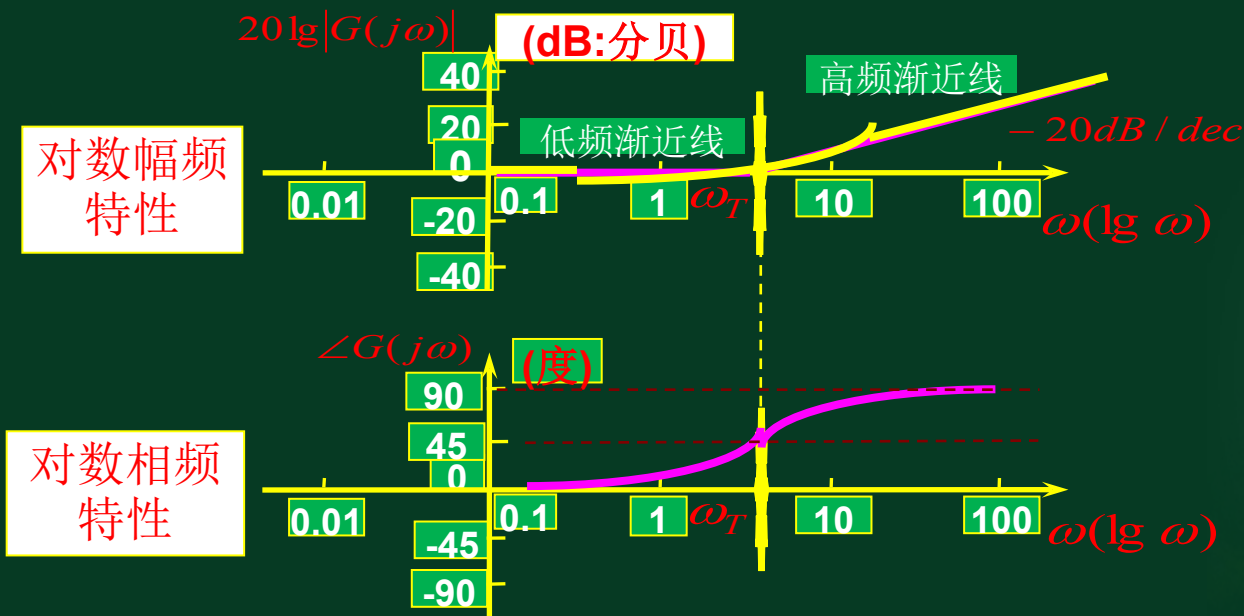 20lg|G(jω)|
(dB:分贝)
40
高频渐近线
20
低频渐近线
－20dB / dec
对数幅频
特性
0
0.01
0.1
1
ω_T
10
100
ω(lg ω)
-20
-40
∠G(jω)
(度)
90
45
对数相频
特性
0
0.01
0.1
1
ω_T
10
100
ω(lg ω)
-45
-90